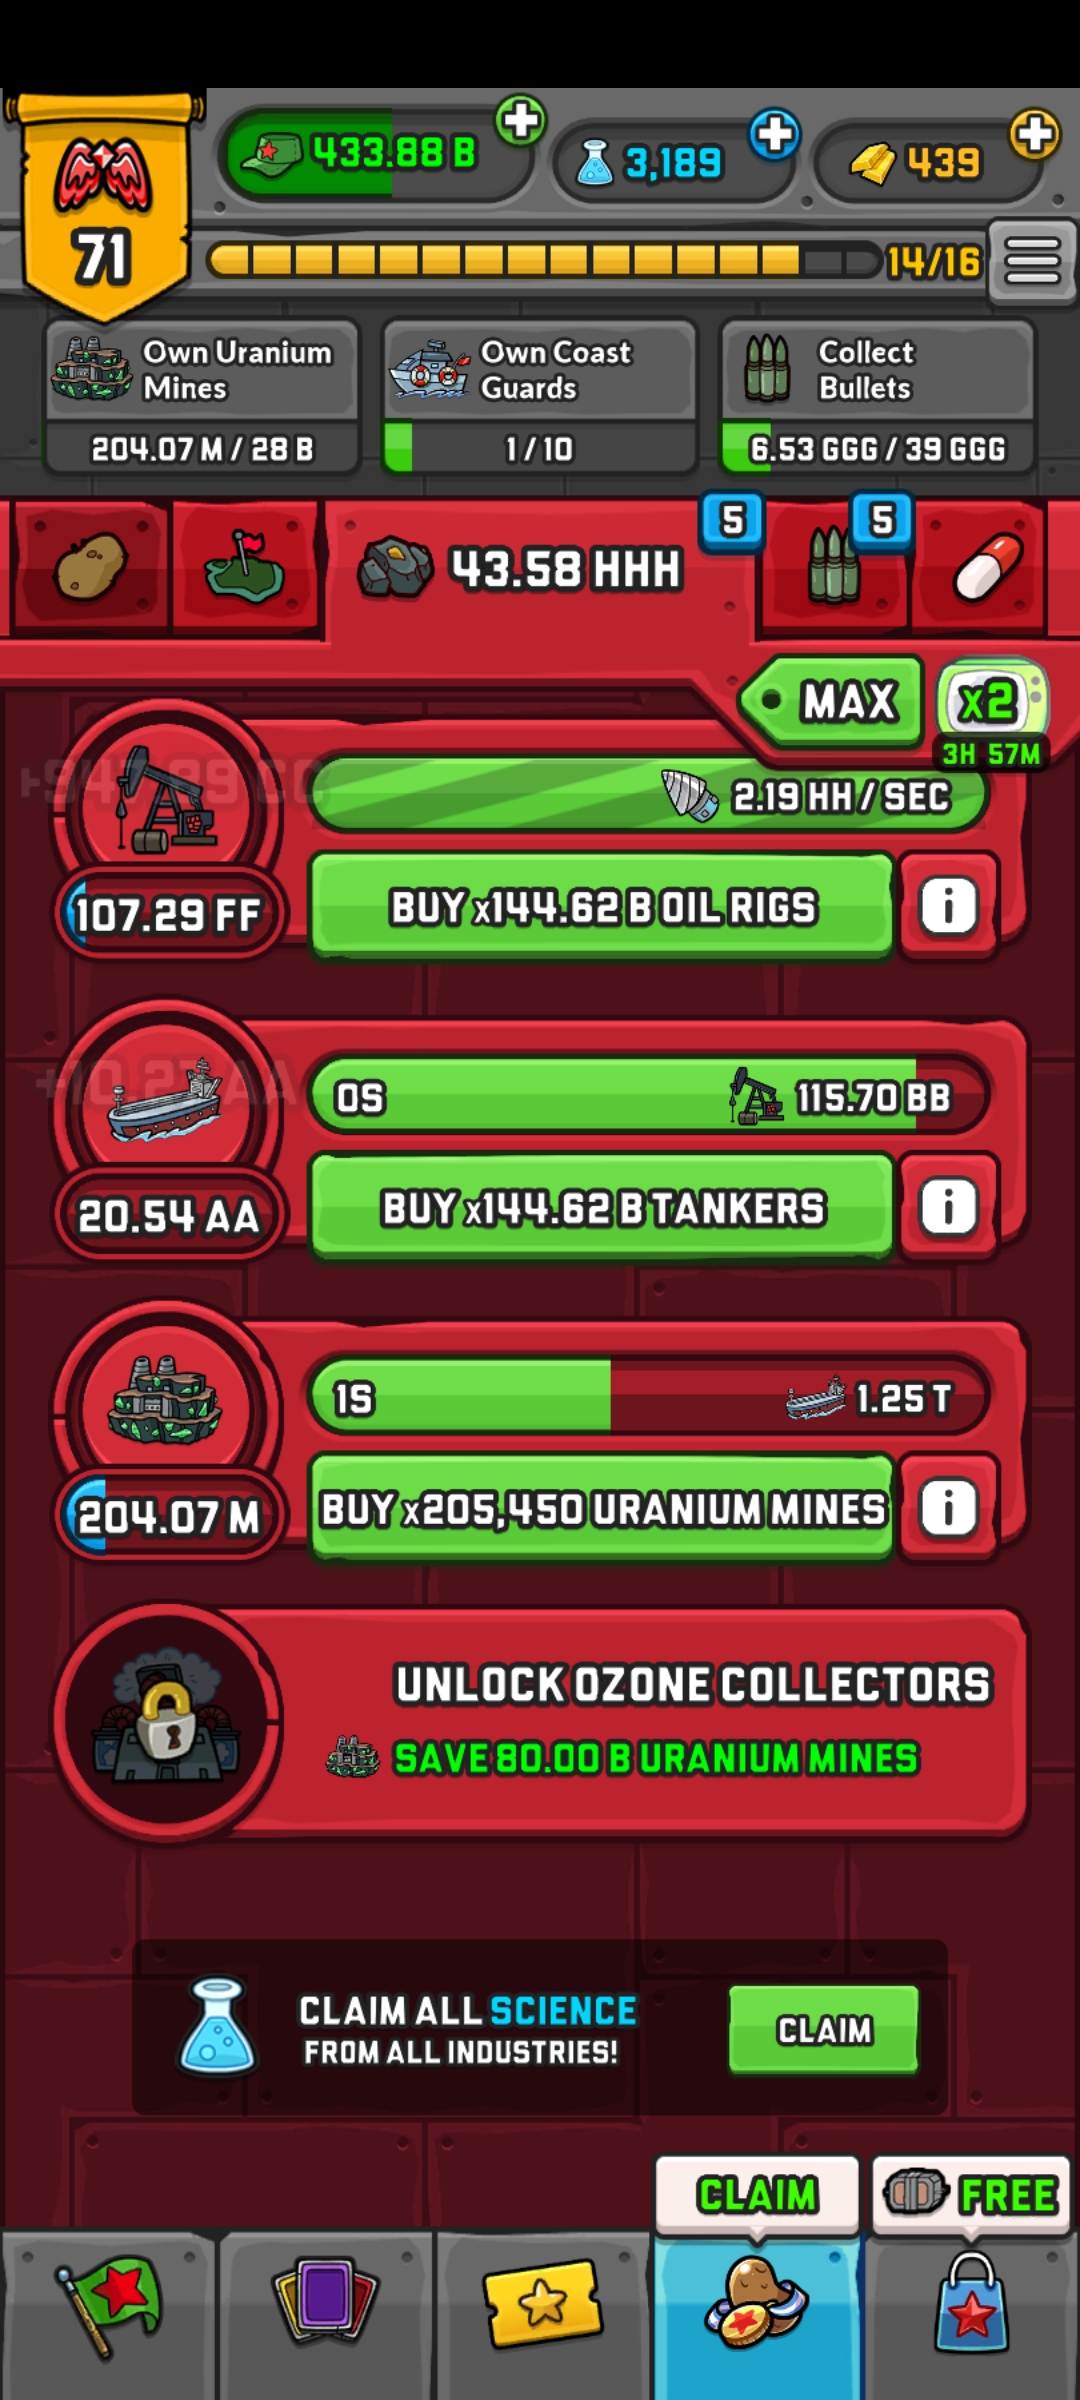 433.88 B
3,189
439
71
14/16
Own Uranium
Mines
204.07 M / 28 B
Own Coast
Guards
1 / 10
Collect
Bullets
6.53 GGG / 39 GGG
43.58 HHH
5
5
MAX
x2
3H 57M
2.19 HH / SEC
107.29 FF
BUY x144.62 B OIL RIGS
i
0S
115.70 BB
20.54 AA
BUY x144.62 B TANKERS
i
1S
1.25 T
204.07 M
BUY x205,450 URANIUM MINES
i
UNLOCK OZONE COLLECTORS
SAVE 80.00 B URANIUM MINES
CLAIM ALL SCIENCE
FROM ALL INDUSTRIES!
CLAIM
CLAIM
FREE